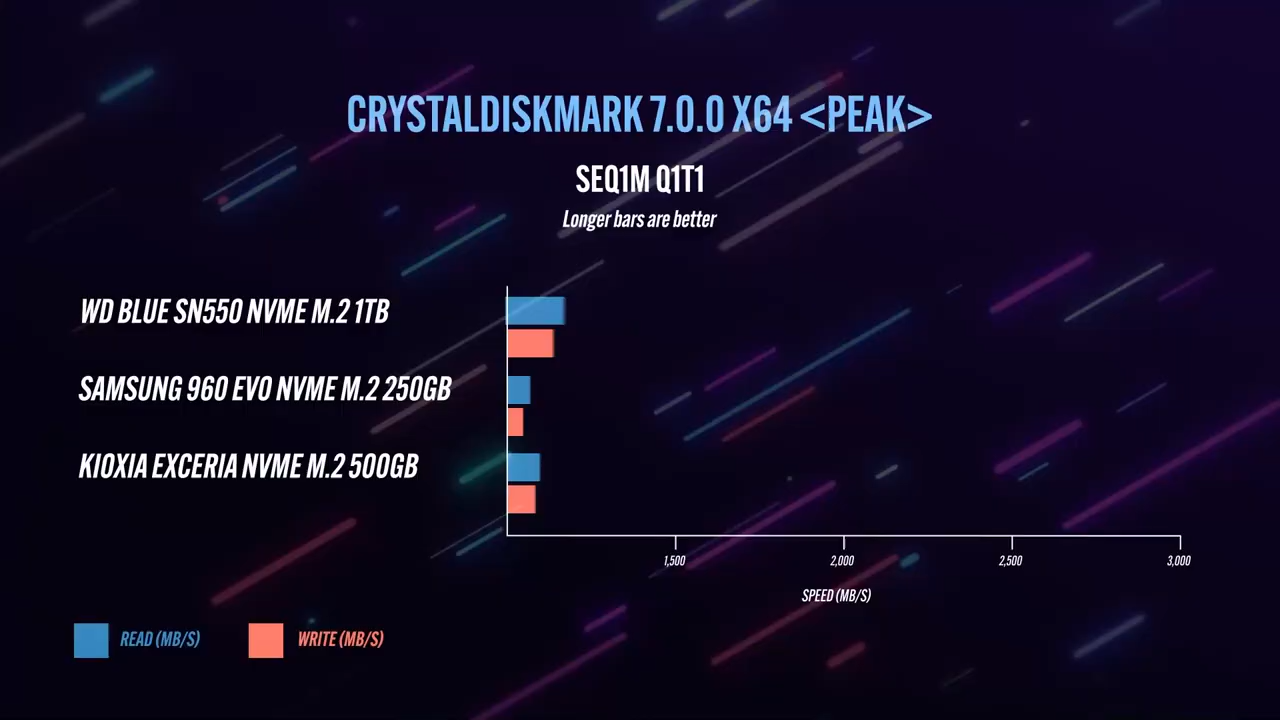 CRYSTALDISKMARK 7.0.0 X64 <PEAK>
SEQ1M Q1T1
Longer bars are better
WD BLUE SN550 NVME M.2 1TB
SAMSUNG 960 EVO NVME M.2 250GB
KIOXIA EXCERIA NVME M.2 500GB
1,500 2,000 2,500 3,000
SPEED (MB/S)
READ (MB/S) WRITE (MB/S)